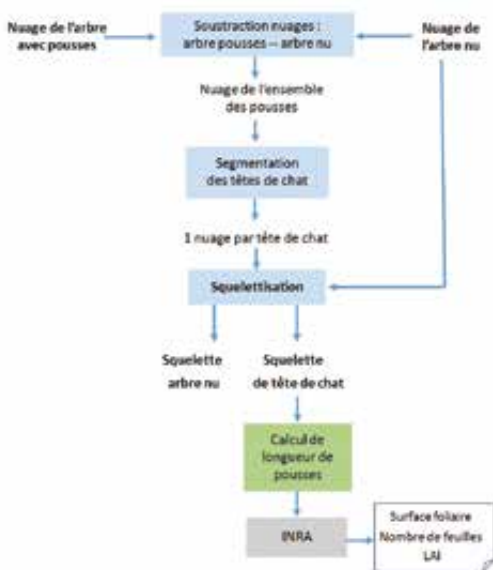 Nuage de l'arbre
avec pousses
Soustraction nuages :
arbre pousses – arbre nu
Nuage de
l'arbre nu
Nuage de l'ensemble
des pousses
Segmentation
des têtes de chat
1 nuage par tête de chat
Squelettisation
Squelette
arbre nu
Squelette
de tête de chat
Calcul de
longueur de
pousses
INRA
Surface foliaire
Nombre de feuilles
LAI